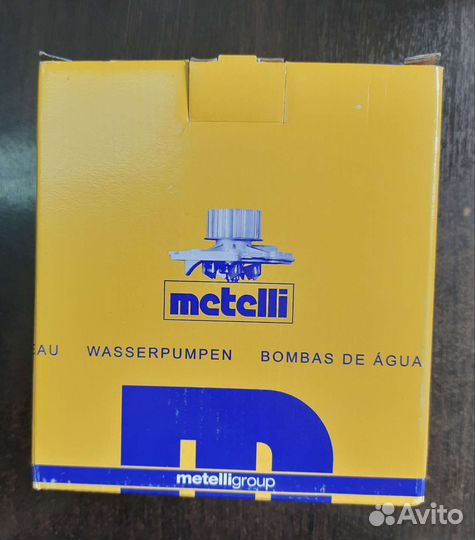 metelli
EAU WASSERPUMPEN BOMBAS DE ÁGUA
m
metelligroup
Avito